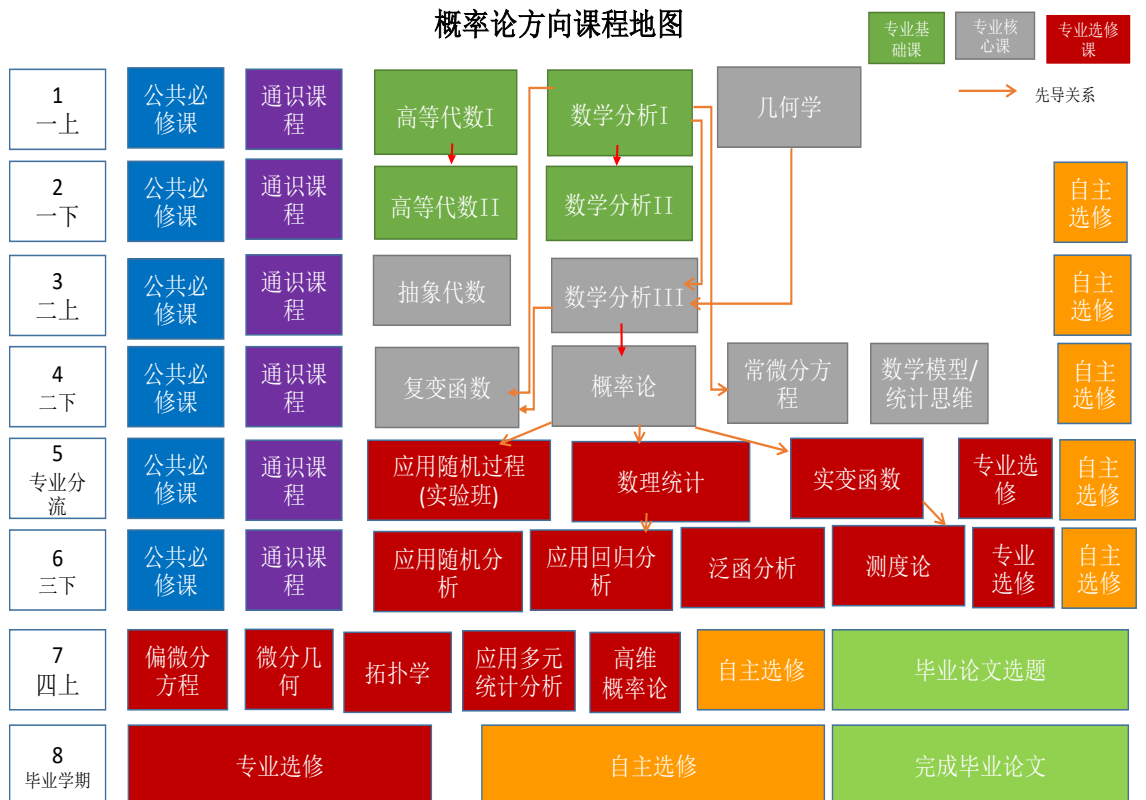 概率论方向课程地图
专业基
础课
专业核
心课
专业选修
课
先导关系
1
一上
公共必
修课
通识课
程
高等代数I
数学分析I
几何学
2
一下
公共必
修课
通识课
程
高等代数II
数学分析II
自主
选修
3
二上
公共必
修课
通识课
程
抽象代数
数学分析III
自主
选修
4
二下
公共必
修课
通识课
程
复变函数
概率论
常微分方
程
数学模型/
统计思维
自主
选修
5
专业分
流
公共必
修课
通识课
程
应用随机过程
(实验班)
数理统计
实变函数
专业选
修
自主
选修
6
三下
公共必
修课
通识课
程
应用随机分
析
应用回归分
析
泛函分析
测度论
专业
选修
自主
选修
7
四上
偏微分
方程
微分几
何
拓扑学
应用多元
统计分析
高维
概率论
自主选修
毕业论文选题
8
毕业学期
专业选修
自主选修
完成毕业论文